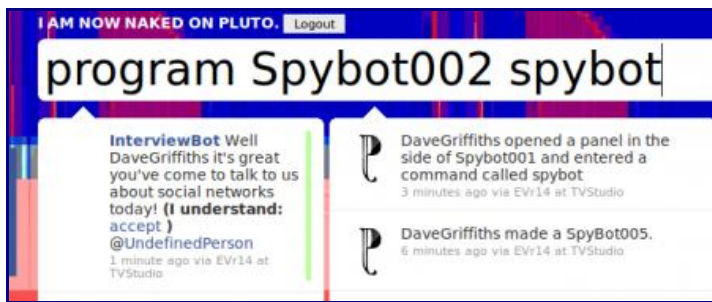 I AM NOW NAKED ON PLUTO. Logout
program Spybot002 spybot
InterviewBot Well
DaveGriffiths it's great
you've come to talk to us
about social networks
today! (I understand:
accept )
@UndefinedPerson
1 minute ago via EVr14 at
TVStudio
DaveGriffiths opened a panel in the
side of Spybot001 and entered a
command called spybot
3 minutes ago via EVr14 at TVStudio
DaveGriffiths made a SpyBot005.
6 minutes ago via EVr14 at TVStudio